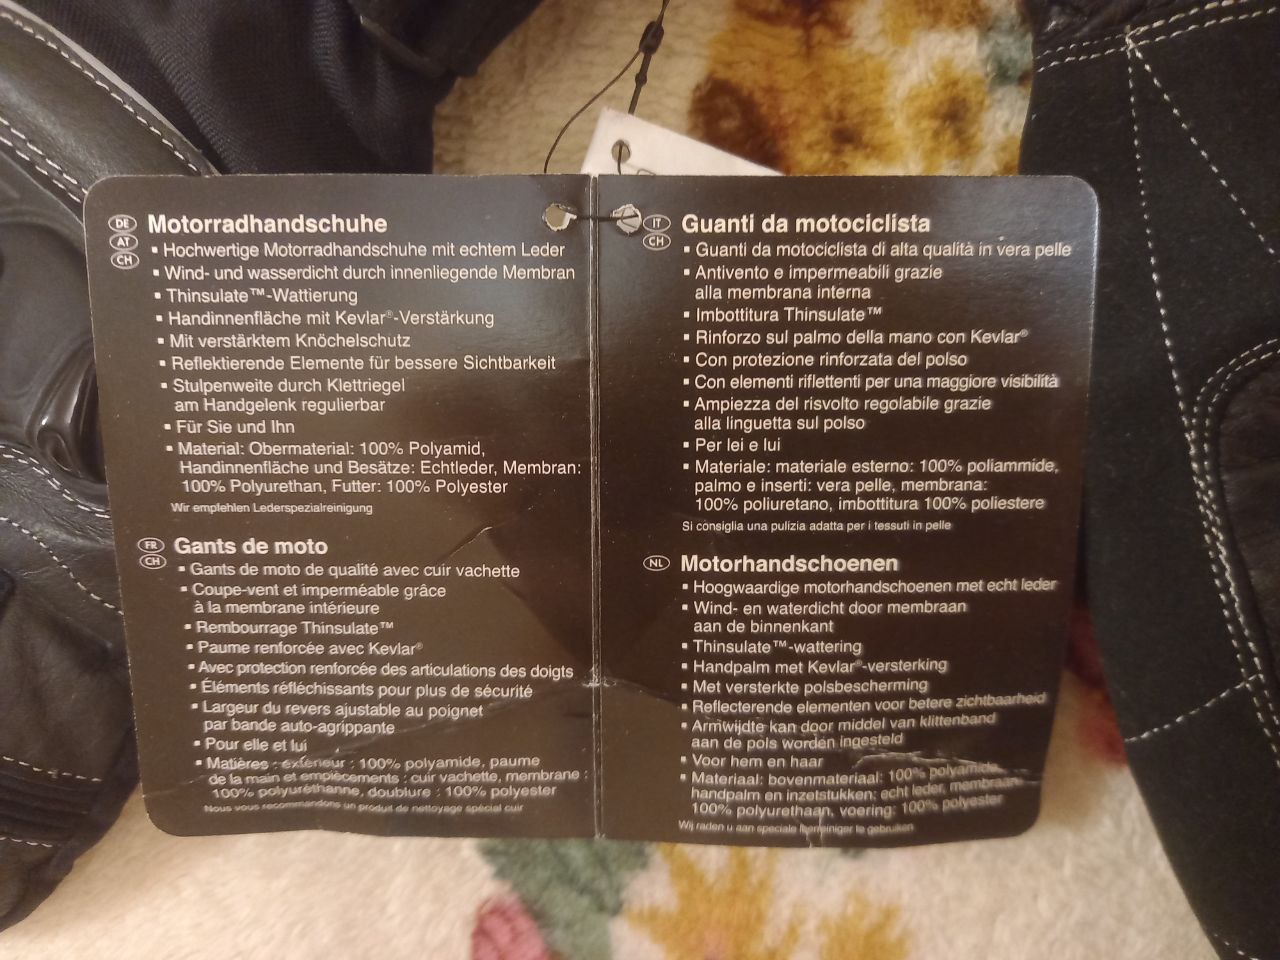 DE
AT
CH
Motorradhandschuhe
▪ Hochwertige Motorradhandschuhe mit echtem Leder
▪ Wind- und wasserdicht durch innenliegende Membran
▪ Thinsulate™-Wattierung
▪ Handinnenfläche mit Kevlar®-Verstärkung
▪ Mit verstärktem Knöchelschutz
▪ Reflektierende Elemente für bessere Sichtbarkeit
▪ Stulpenweite durch Klettriegel
am Handgelenk regulierbar
▪ Für Sie und Ihn
▪ Material: Obermaterial: 100% Polyamid,
Handinnenfläche und Besätze: Echtleder, Membran:
100% Polyurethan, Futter: 100% Polyester
Wir empfehlen Lederspezialreinigung
FR
CH
Gants de moto
▪ Gants de moto de qualité avec cuir vachette
▪ Coupe-vent et imperméable grâce
à la membrane intérieure
▪ Rembourrage Thinsulate™
▪ Paume renforcée avec Kevlar®
▪ Avec protection renforcée des articulations des doigts
▪ Éléments réfléchissants pour plus de sécurité
▪ Largeur du revers ajustable au poignet
par bande auto-agrippante
▪ Pour elle et lui
▪ Matières : extérieur : 100% polyamide, paume
de la main et empiècements : cuir vachette, membrane :
100% polyuréthanne, doublure : 100% polyester
Nous vous recommandons un produit de nettoyage spécial cuir
IT
CH
Guanti da motociclista
▪ Guanti da motociclista di alta qualità in vera pelle
▪ Antivento e impermeabili grazie
alla membrana interna
▪ Imbottitura Thinsulate™
▪ Rinforzo sul palmo della mano con Kevlar®
▪ Con protezione rinforzata del polso
▪ Con elementi riflettenti per una maggiore visibilità
▪ Ampiezza del risvolto regolabile grazie
alla linguetta sul polso
▪ Per lei e lui
▪ Materiale: materiale esterno: 100% poliammide,
palmo e inserti: vera pelle, membrana:
100% poliuretano, imbottitura 100% poliestere
Si consiglia una pulizia adatta per i tessuti in pelle
NL
Motorhandschoenen
▪ Hoogwaardige motorhandschoenen met echt leder
▪ Wind- en waterdicht door membraan
aan de binnenkant
▪ Thinsulate™-wattering
▪ Handpalm met Kevlar®-versterking
▪ Met versterkte polsbescherming
▪ Reflecterende elementen voor betere zichtbaarheid
▪ Armwijdte kan door middel van klittenband
aan de pols worden ingesteld
▪ Voor hem en haar
▪ Materiaal: bovenmateriaal: 100% polyamide,
handpalm en inzetstukken: echt leder, membraan:
100% polyurethaan, voering: 100% polyester
Wij raden u aan speciale leerreiniger te gebruiken